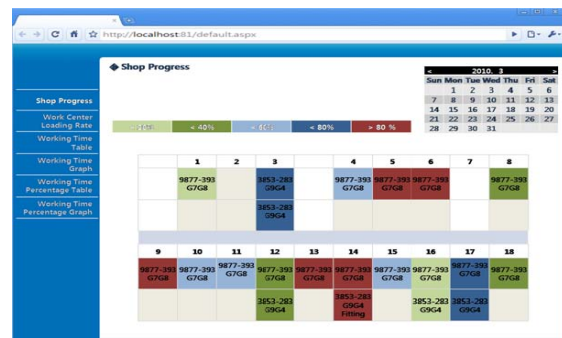 http://localhost:81/default.aspx
Shop Progress
< 2010. 3 >
Sun Mon Tue Wed Thu Fri Sat
1 2 3 4 5 6
7 8 9 10 11 12 13
14 15 16 17 18 19 20
21 22 23 24 25 26 27
28 29 30 31
Shop Progress
Work Center
Loading Rate
Working Time
Table
Working Time
Graph
Working Time
Percentage Table
Working Time
Percentage Graph
< 40% < 80% > 80 %
1 2 3 4 5 6 7 8
9877-393 3853-283 9877-393 9877-393 9877-393 9877-393
G7G8 G9G4 G7G8 G7G8 G7G8 G7G8
3853-283
G9G4
9 10 11 12 13 14 15 16 17 18
9877-393 9877-393 9877-393 9877-393 9877-393 9877-393 9877-393 9877-393 9877-393 9877-393
G7G8 G7G8 G7G8 G7G8 G7G8 G7G8 G7G8 G7G8 G7G8 G7G8
3853-283 3853-283 3853-283 3853-283
G9G4 G9G4 G9G4 G9G4
Fitting